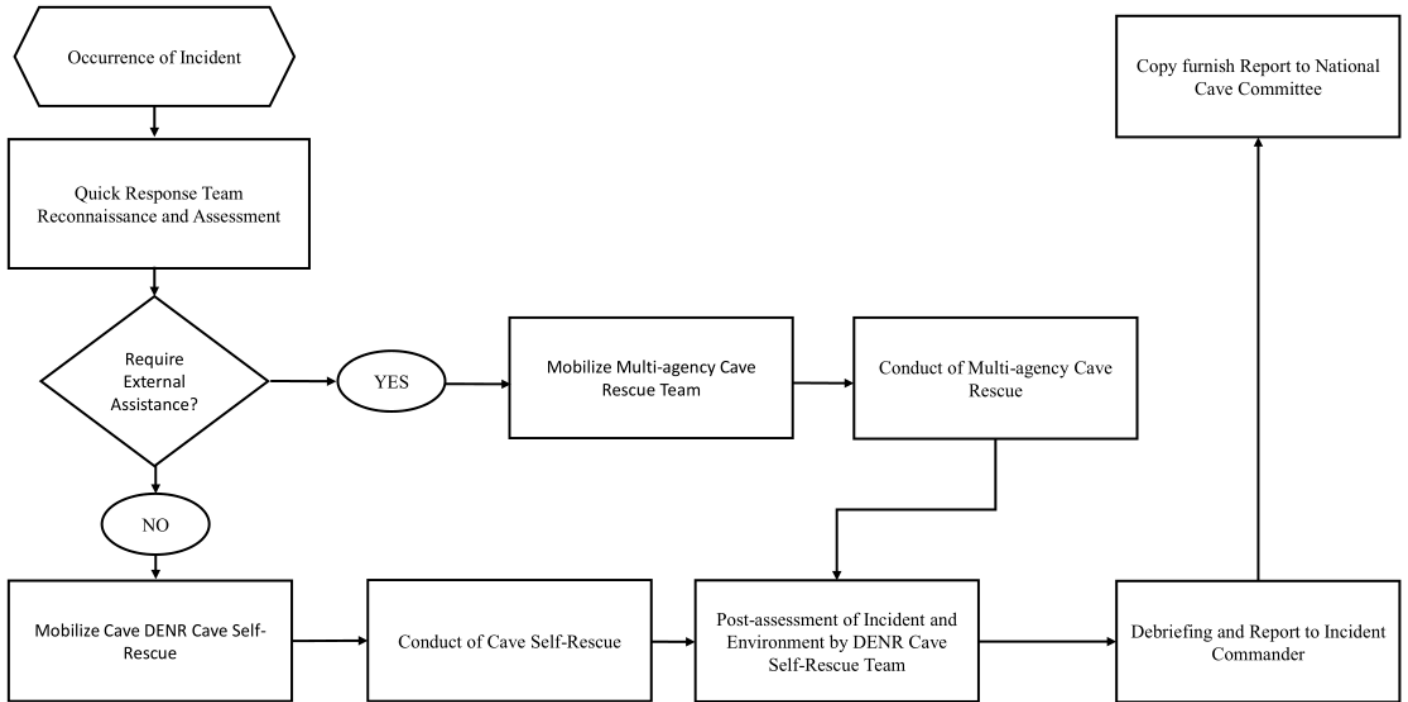 Occurrence of Incident
Copy furnish Report to National
Cave Committee
Quick Response Team
Reconnaissance and Assessment
Require
External
Assistance?
YES
Mobilize Multi-agency Cave
Rescue Team
Conduct of Multi-agency Cave
Rescue
NO
Mobilize Cave DENR Cave Self-
Rescue
Conduct of Cave Self-Rescue
Post-assessment of Incident and
Environment by DENR Cave
Self-Rescue Team
Debriefing and Report to Incident
Commander